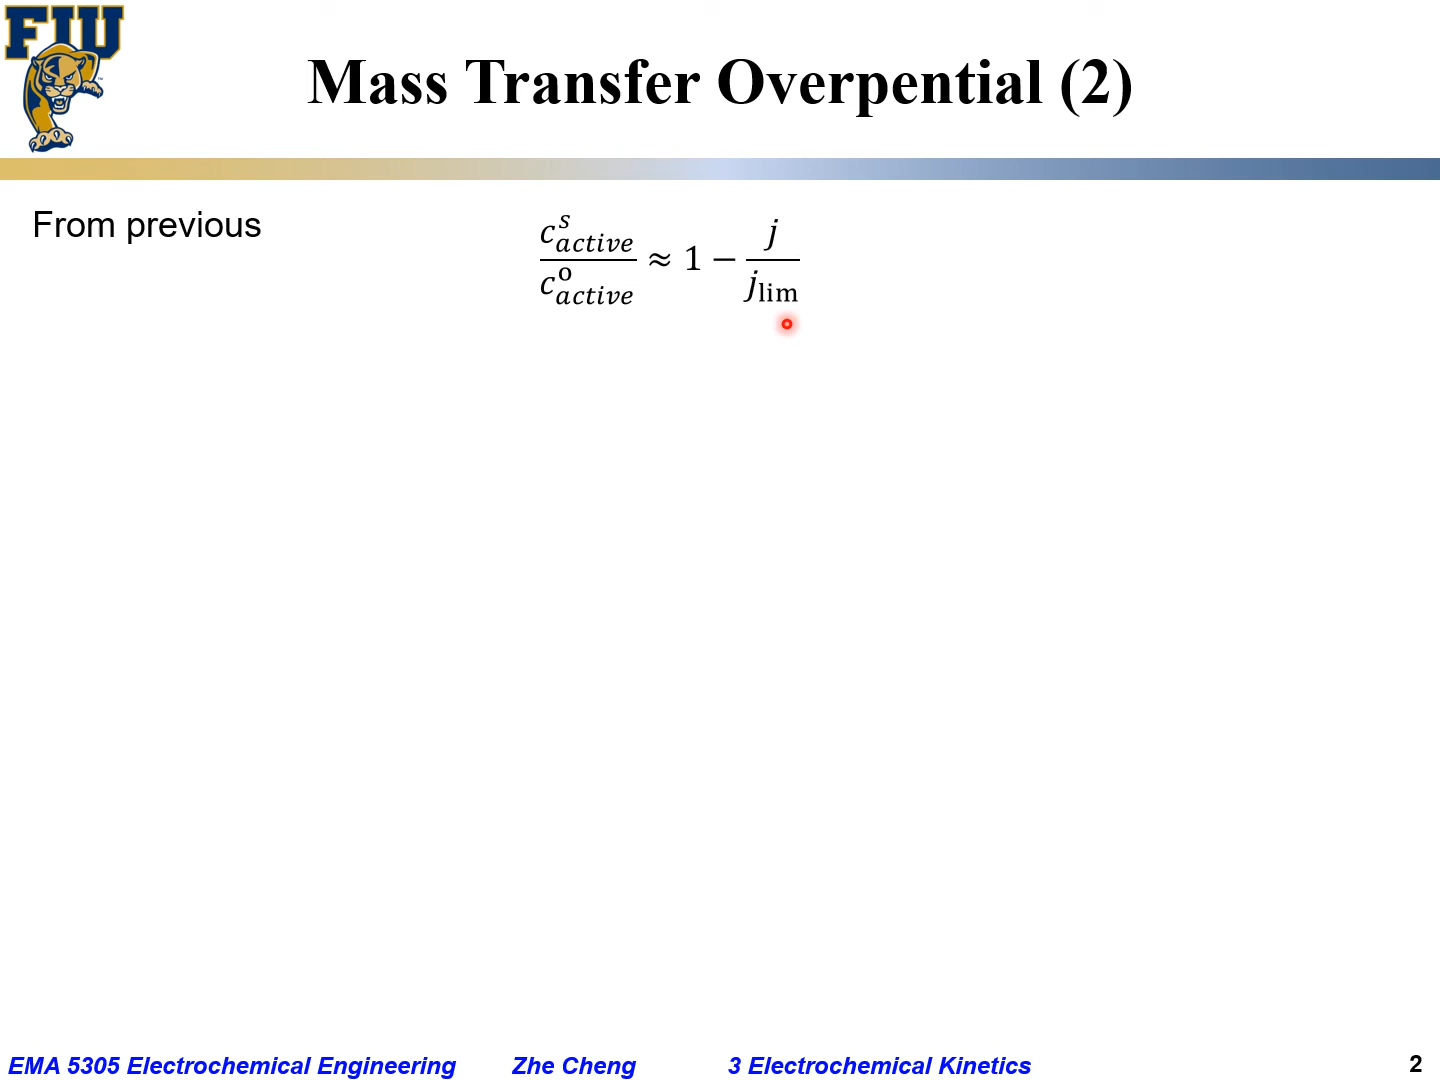 FIU
Mass Transfer Overpential (2)
From previous
c^s_active / c^o_active ≈ 1 − j / j_lim
EMA 5305 Electrochemical Engineering Zhe Cheng 3 Electrochemical Kinetics 2